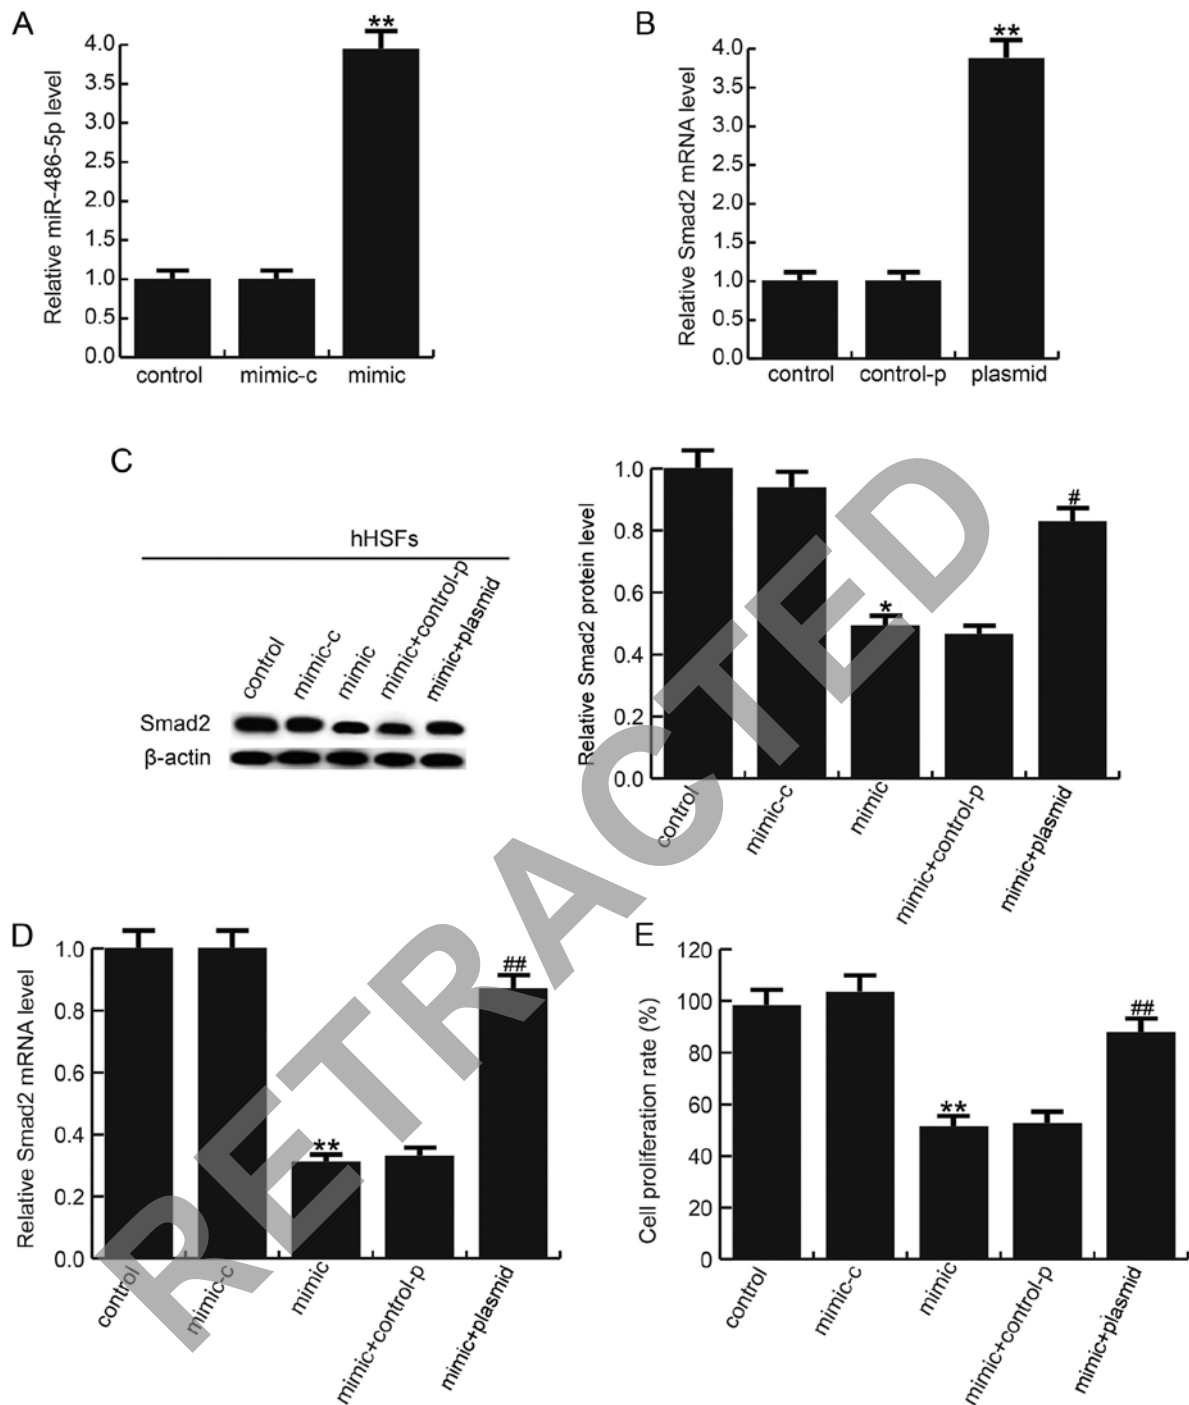 A
Relative miR-486-5p level
4.0
3.5
3.0
2.5
2.0
1.5
1.0
0.5
0.0
**
control
mimic-c
mimic
B
Relative Smad2 mRNA level
4.0
3.5
3.0
2.5
2.0
1.5
1.0
0.5
0.0
**
control
control-p
plasmid
C
hHSFs
control
mimic-c
mimic
mimic+control-p
mimic+plasmid
Smad2
β-actin
Relative Smad2 protein level
1.0
0.8
0.6
0.4
0.2
0.0
*
#
control
mimic-c
mimic
mimic+control-p
mimic+plasmid
D
Relative Smad2 mRNA level
1.0
0.8
0.6
0.4
0.2
0.0
**
##
control
mimic-c
mimic
mimic+control-p
mimic+plasmid
E
Cell proliferation rate (%)
120
100
80
60
40
20
0
**
##
control
mimic-c
mimic
mimic+control-p
mimic+plasmid
RETRACTED